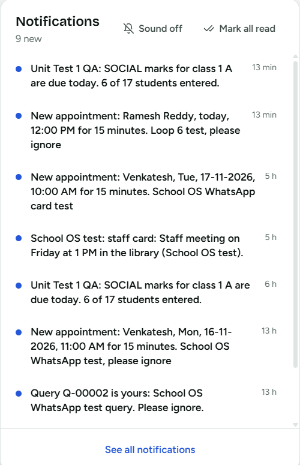 Notifications
9 new
Sound off
Mark all read
Unit Test 1 QA: SOCIAL marks for class 1 A
are due today. 6 of 17 students entered.
13 min
New appointment: Ramesh Reddy, today,
12:00 PM for 15 minutes. Loop 6 test, please
ignore
13 min
New appointment: Venkatesh, Tue, 17-11-2026,
10:00 AM for 15 minutes. School OS WhatsApp
card test
5 h
School OS test: staff card: Staff meeting on
Friday at 1 PM in the library (School OS test).
5 h
Unit Test 1 QA: SOCIAL marks for class 1 A are
due today. 6 of 17 students entered.
6 h
New appointment: Venkatesh, Mon, 16-11-
2026, 11:00 AM for 15 minutes. School OS
WhatsApp test, please ignore
13 h
Query Q-00002 is yours: School OS
WhatsApp test query. Please ignore.
13 h
See all notifications